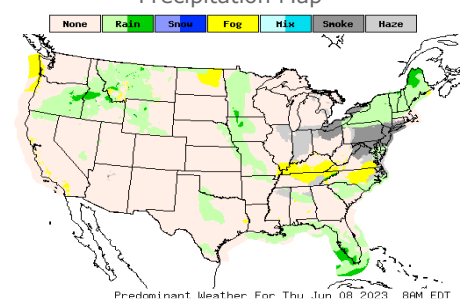 Precipitation Map
None Rain Snow Fog Mix Smoke Haze
Predominant Weather For Thu Jun 08 2023 8AM EDT